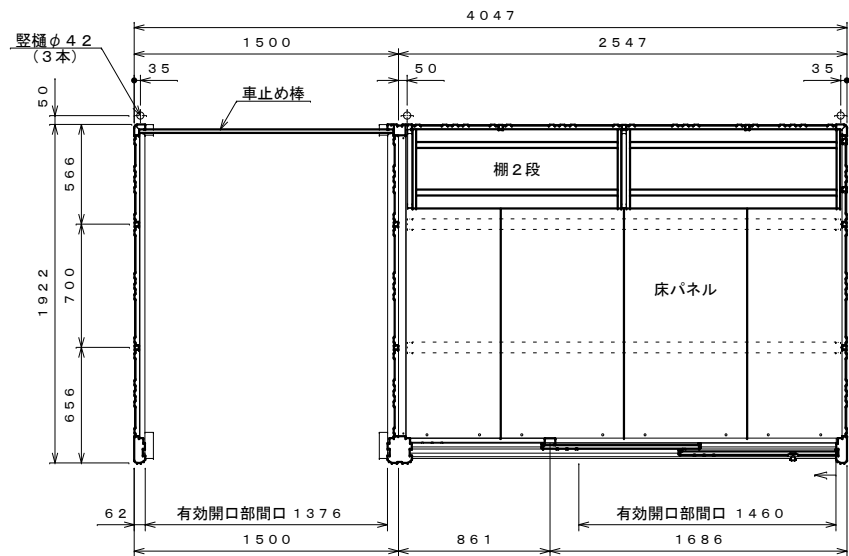 4047
1500
2547
竪樋φ42
(3本)
35
50
35
50
車止め棒
566
棚2段
1922
700
床パネル
656
62
有効開口部間口 1376
有効開口部間口 1460
1500
861
1686